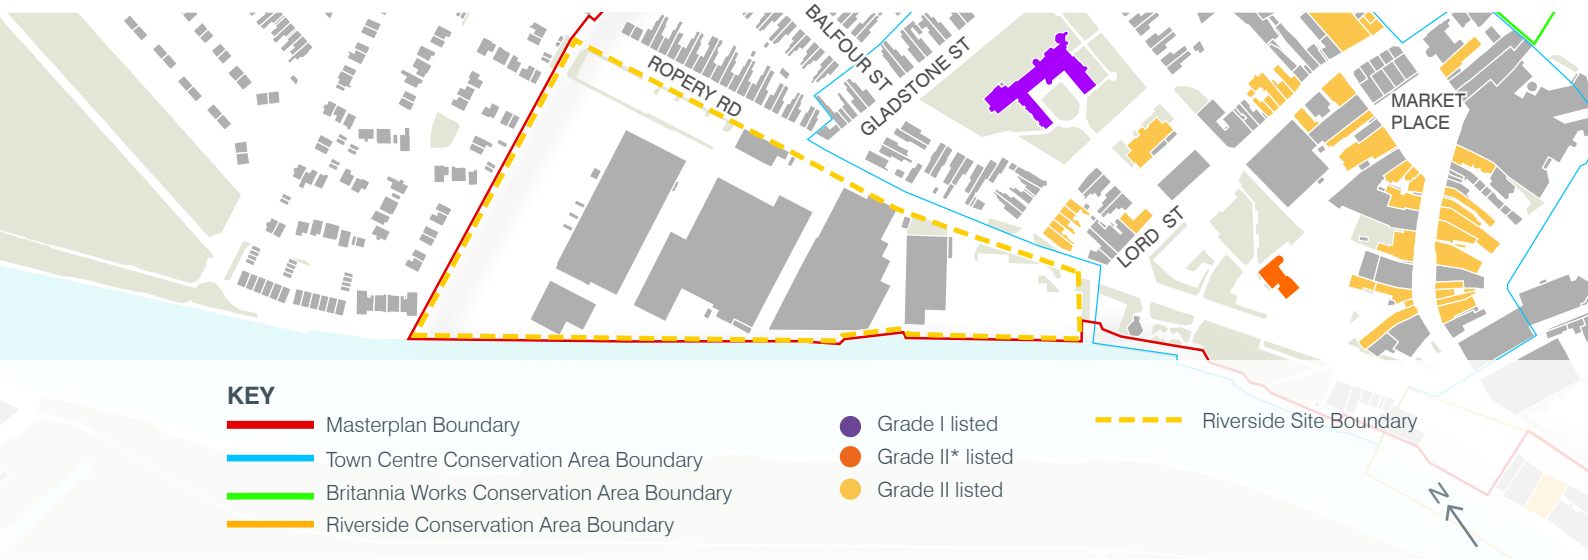 BALFOUR ST
GLADSTONE ST
ROPERY RD
MARKET
PLACE
LORD ST
KEY
Masterplan Boundary
Town Centre Conservation Area Boundary
Britannia Works Conservation Area Boundary
Riverside Conservation Area Boundary
Grade I listed
Grade II* listed
Grade II listed
Riverside Site Boundary
N